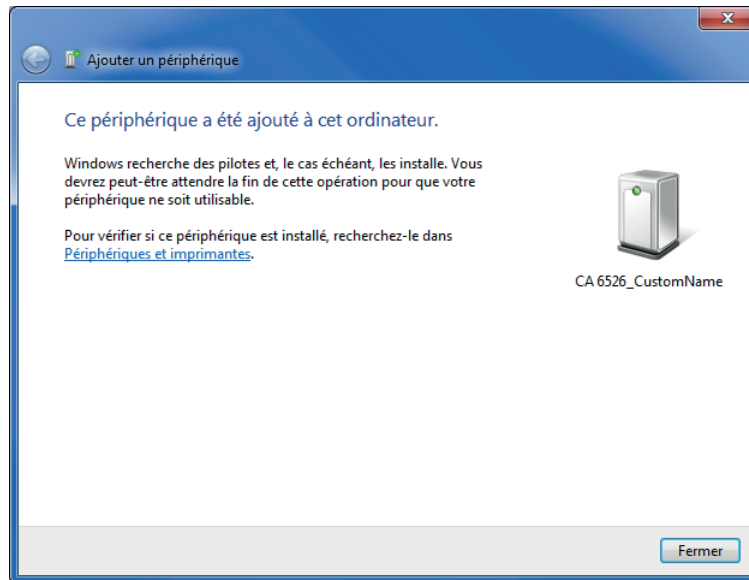 Ajouter un périphérique
Ce périphérique a été ajouté à cet ordinateur.
Windows recherche des pilotes et, le cas échéant, les installe. Vous
devrez peut-être attendre la fin de cette opération pour que votre
périphérique ne soit utilisable.
Pour vérifier si ce périphérique est installé, recherchez-le dans
Périphériques et imprimantes.
CA 6526_CustomName
Fermer